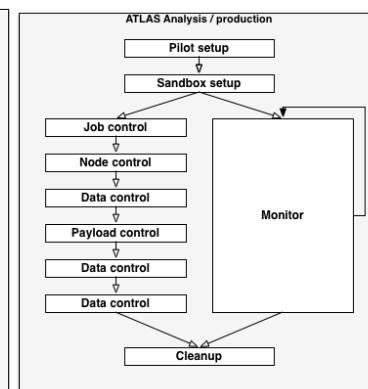 ATLAS Analysis / production
Pilot setup
Sandbox setup
Job control
Node control
Data control
Payload control
Data control
Data control
Monitor
Cleanup